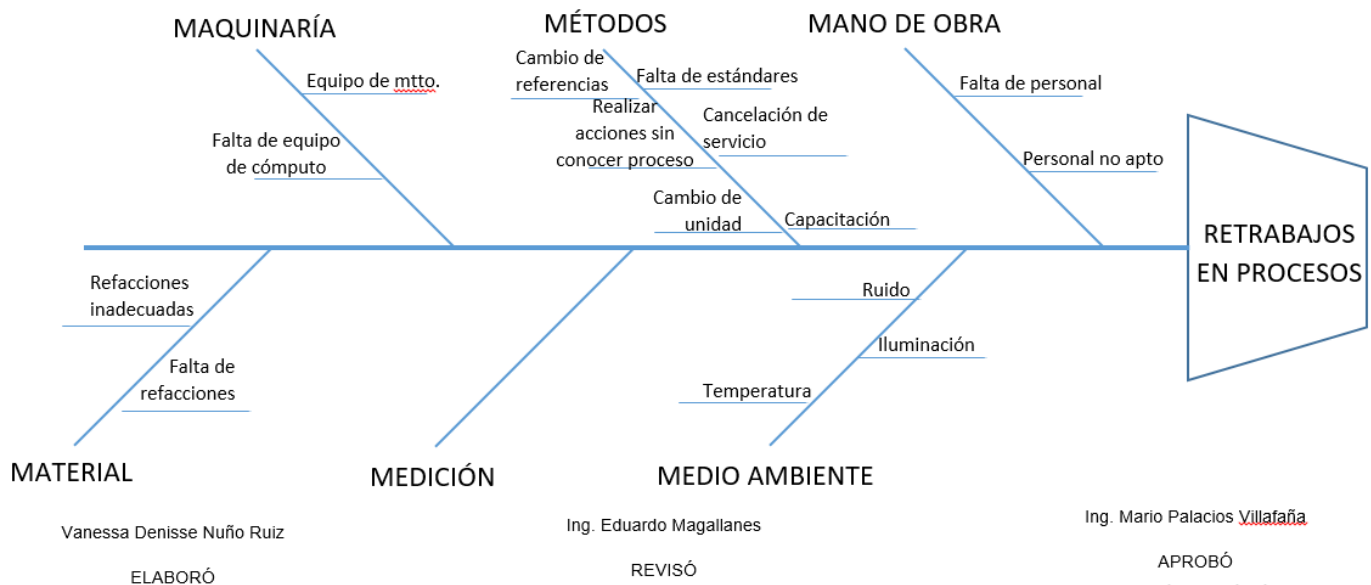 MAQUINARÍA
MÉTODOS
MANO DE OBRA
Equipo de mtto.
Falta de equipo
de cómputo
Cambio de
referencias
Falta de estándares
Realizar
acciones sin
conocer proceso
Cancelación de
servicio
Cambio de
unidad
Capacitación
Falta de personal
Personal no apto
RETRABAJOS
EN PROCESOS
Refacciones
inadecuadas
Falta de
refacciones
Ruido
Iluminación
Temperatura
MATERIAL
MEDICIÓN
MEDIO AMBIENTE
Vanessa Denisse Nuño Ruiz
ELABORÓ
Ing. Eduardo Magallanes
REVISÓ
Ing. Mario Palacios Villafaña
APROBÓ